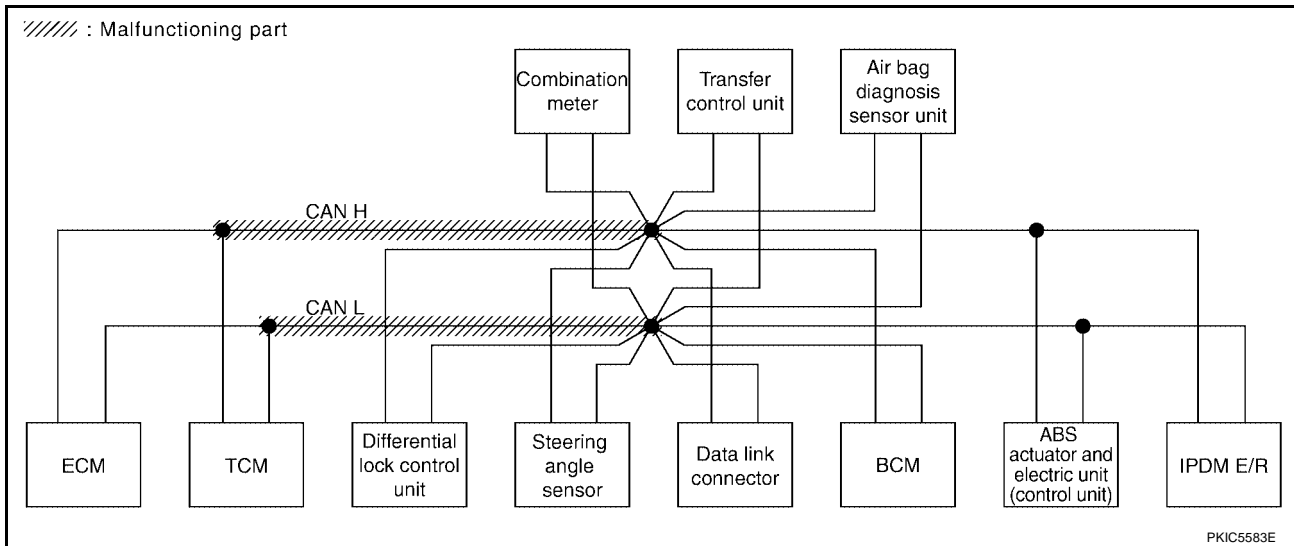 : Malfunctioning part
Combination
meter
Transfer
control unit
Air bag
diagnosis
sensor unit
CAN H
CAN L
ECM
TCM
Differential
lock control
unit
Steering
angle
sensor
Data link
connector
BCM
ABS
actuator and
electric unit
(control unit)
IPDM E/R
PKIC5583E